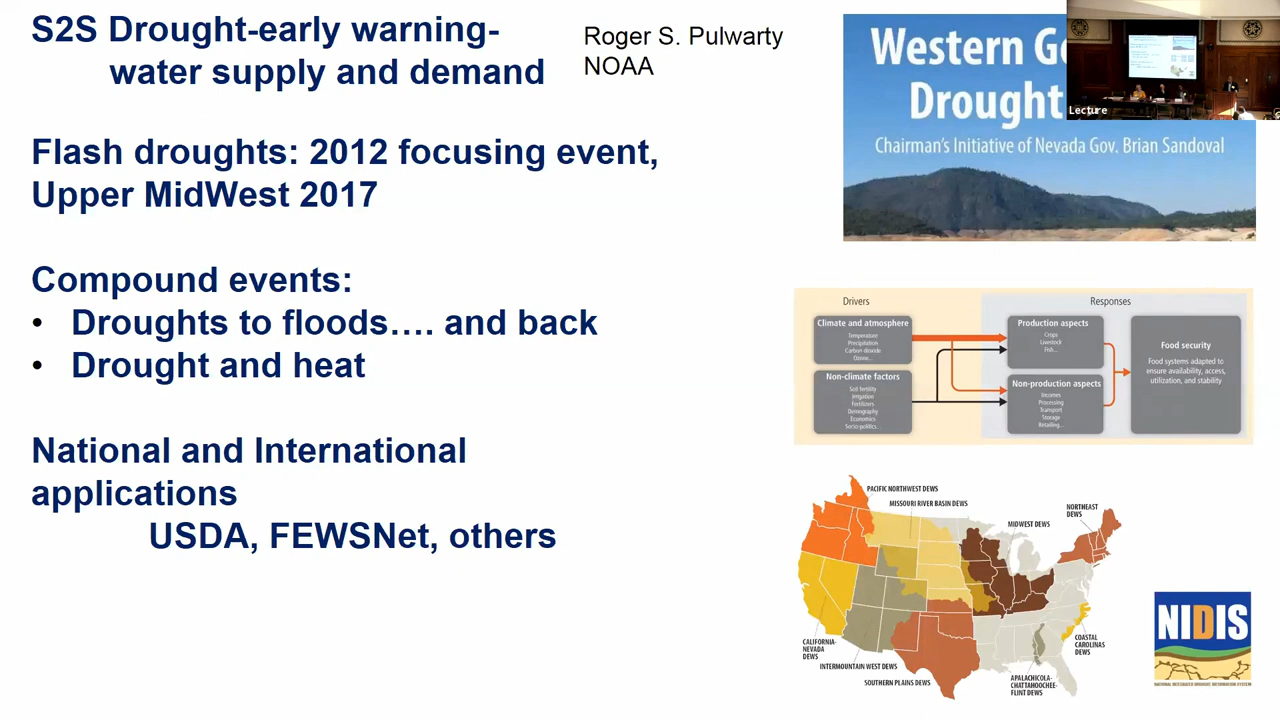 S2S Drought-early warning-
water supply and demand
Roger S. Pulwarty
NOAA
Flash droughts: 2012 focusing event,
Upper MidWest 2017
Compound events:
• Droughts to floods…. and back
• Drought and heat
National and International
applications
USDA, FEWSNet, others
Western Go
Drought
Chairman's Initiative of Nevada Gov. Brian Sandoval
Lecture
Drivers
Responses
Climate and atmosphere
Temperature
Precipitation
Carbon dioxide
Ozone...
Non-climate factors
Soil fertility
Irrigation
Fertilizers
Demography
Economics
Socio-politics...
Production aspects
Crops
Livestock
Fish...
Non-production aspects
Incomes
Processing
Transport
Storage
Retailing...
Food security
Food systems adapted to
ensure availability, access,
utilization, and stability
PACIFIC NORTHWEST DEWS
MISSOURI RIVER BASIN DEWS
MIDWEST DEWS
NORTHEAST
DEWS
CALIFORNIA-
NEVADA
DEWS
INTERMOUNTAIN WEST DEWS
SOUTHERN PLAINS DEWS
APALACHICOLA-
CHATTAHOOCHEE-
FLINT DEWS
COASTAL
CAROLINAS
DEWS
NIDIS
NATIONAL INTEGRATED DROUGHT INFORMATION SYSTEM